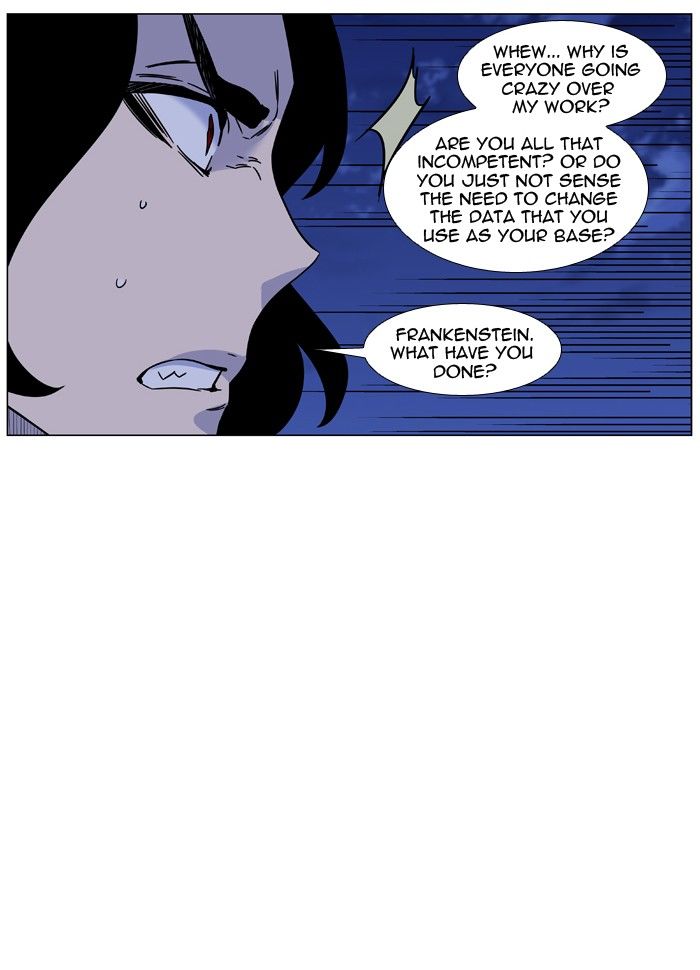 WHEW... WHY IS
EVERYONE GOING
CRAZY OVER
MY WORK?
ARE YOU ALL THAT
INCOMPETENT? OR DO
YOU JUST NOT SENSE
THE NEED TO CHANGE
THE DATA THAT YOU
USE AS YOUR BASE?
FRANKENSTEIN.
WHAT HAVE YOU
DONE?